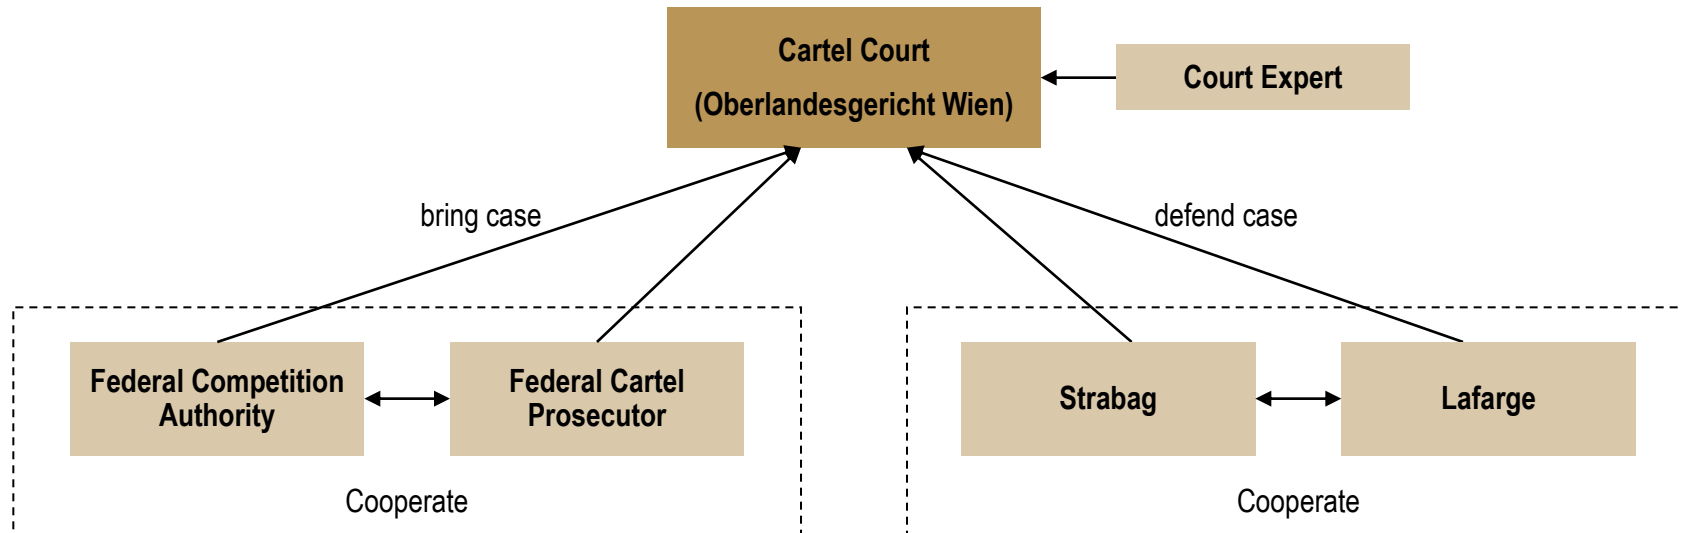 Cartel Court
(Oberlandesgericht Wien)
Court Expert
bring case
defend case
Federal Competition
Authority
Federal Cartel
Prosecutor
Strabag
Lafarge
Cooperate
Cooperate